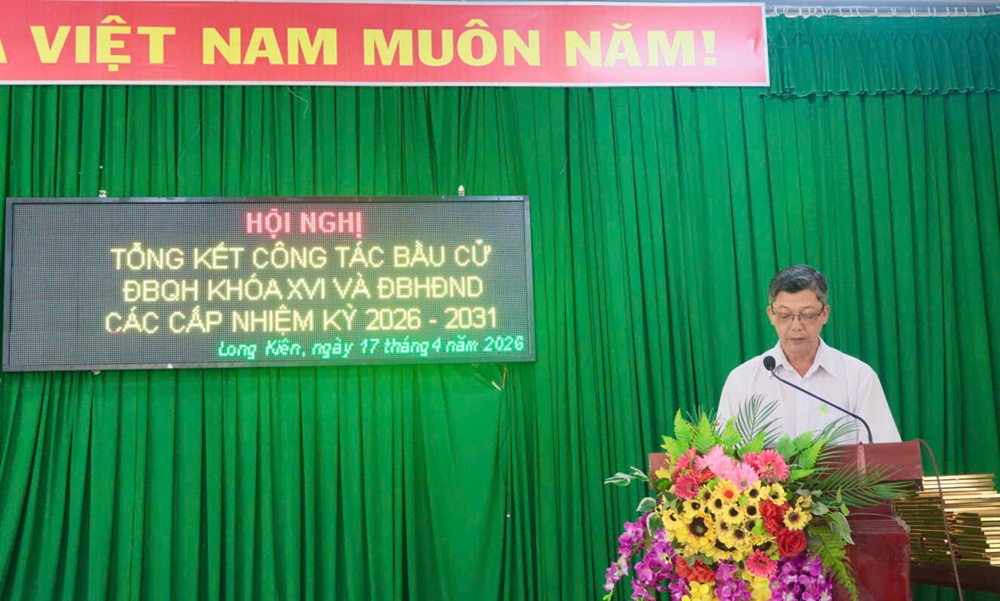 VIỆT NAM MUÔN NĂM!
HỘI NGHỊ
TỔNG KẾT CÔNG TÁC BẦU CỬ
ĐBQH KHÓA XVI VÀ ĐBHĐND
CÁC CẤP NHIỆM KỲ 2026 - 2031
Long Kiên, ngày 17 tháng 4 năm 2026